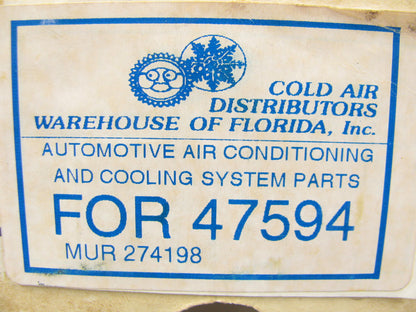 COLD AIR
DISTRIBUTORS
WAREHOUSE OF FLORIDA, Inc.
AUTOMOTIVE AIR CONDITIONING
AND COOLING SYSTEM PARTS
FOR 47594
MUR 274198